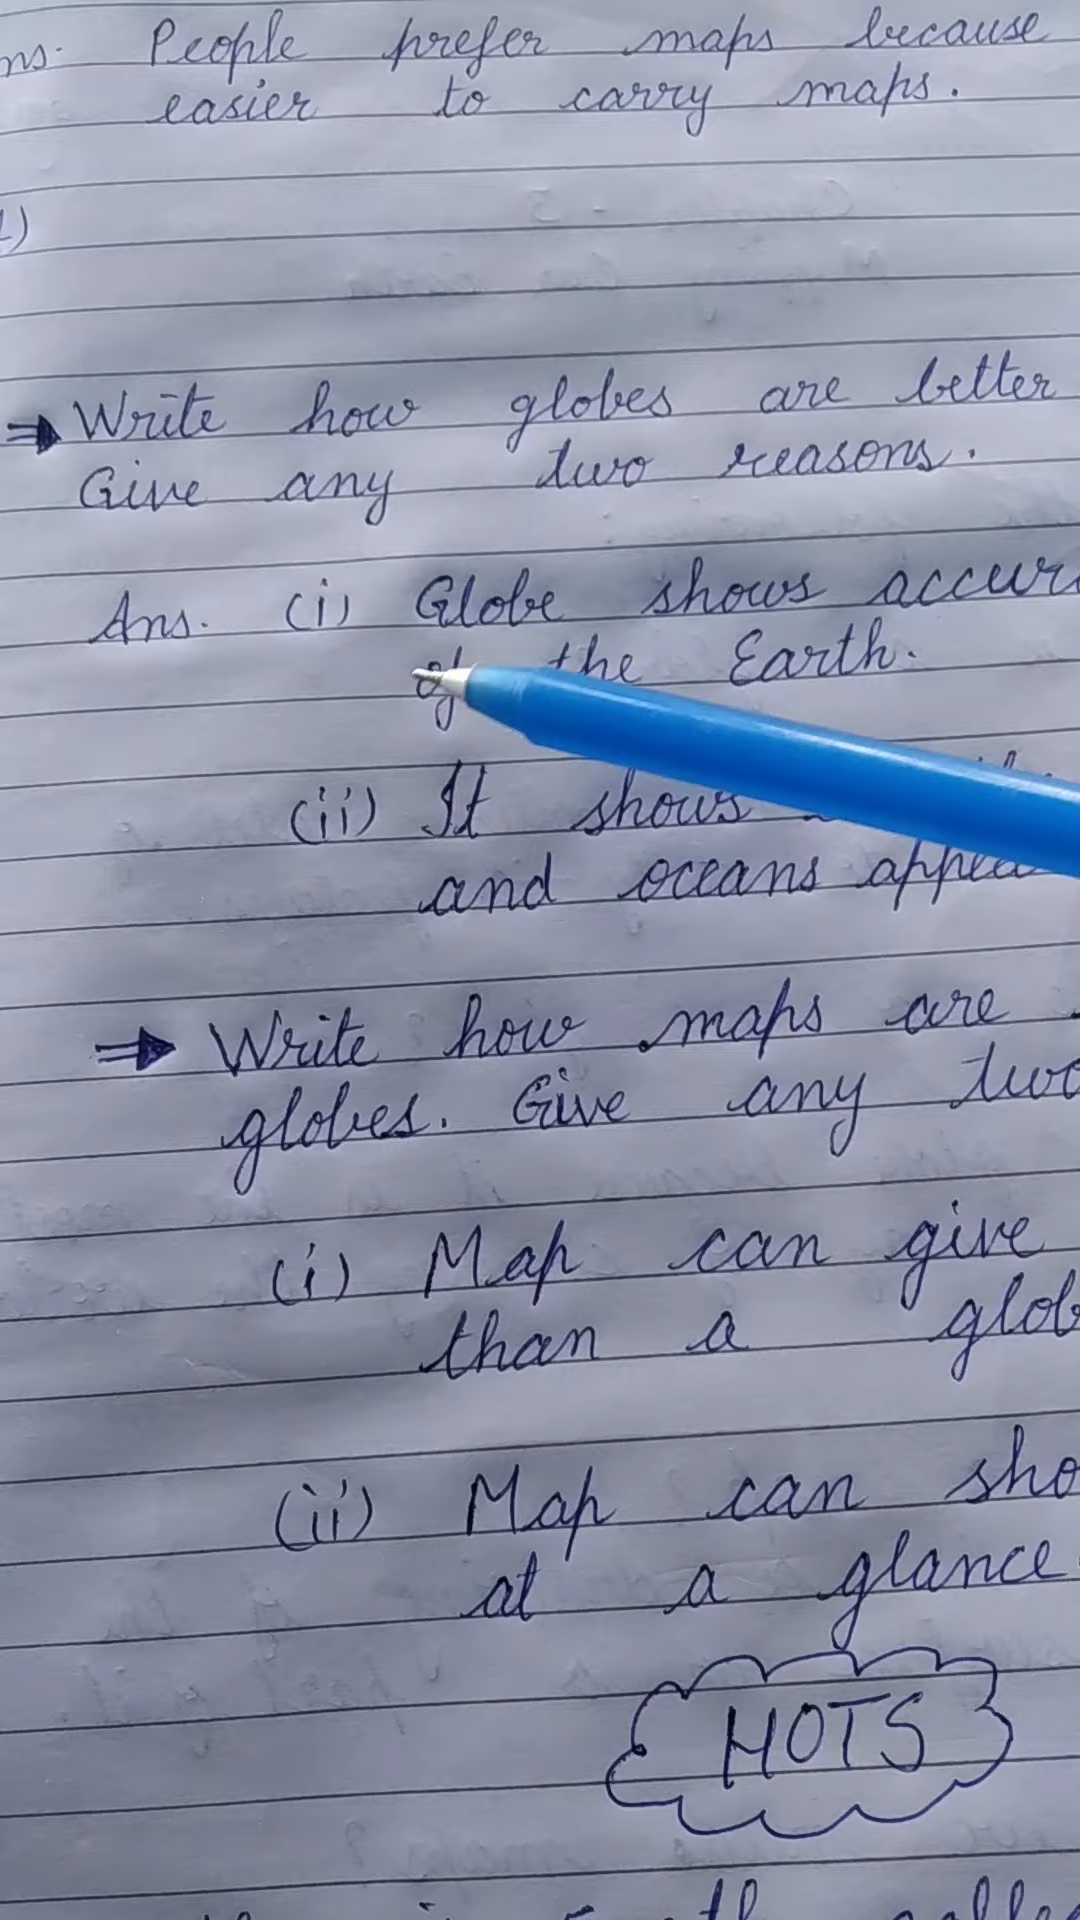 ns. People prefer maps because
easier to carry maps.
⇒ Write how globes are better
Give any two reasons.
Ans. (i) Globe shows accur
of the Earth.
(ii) It shows
and oceans appea
⇒ Write how maps are
globes. Give any two
(i) Map can give
than a glob
(ii) Map can sho
at a glance
HOTS